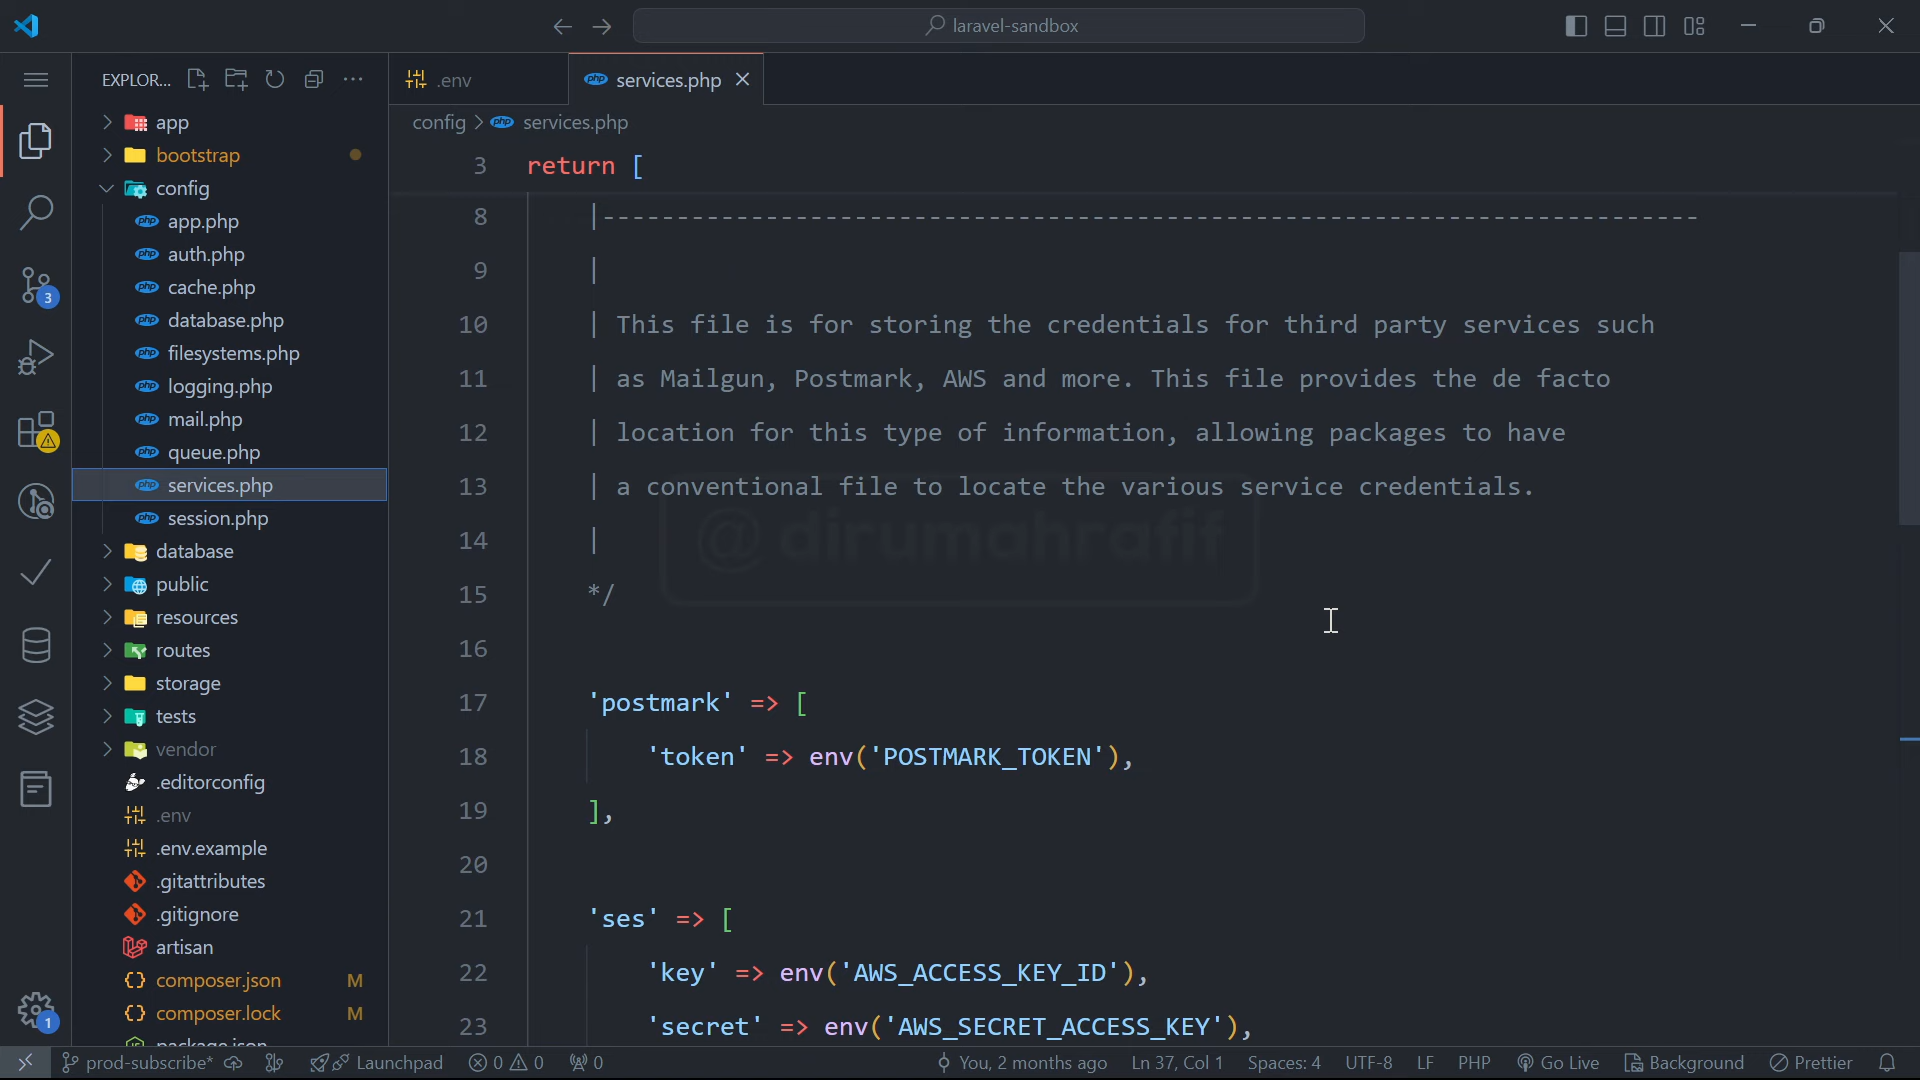 laravel-sandbox
EXPLOR...
app
bootstrap
config
app.php
auth.php
cache.php
database.php
filesystems.php
logging.php
mail.php
queue.php
services.php
session.php
database
public
resources
routes
storage
tests
vendor
.editorconfig
.env
.env.example
.gitattributes
.gitignore
artisan
composer.json M
composer.lock M
package.json
3
1
.env
services.php
config > services.php
3 return [
8 |--------------------------------------------------------------------------
9 |
10 | This file is for storing the credentials for third party services such
11 | as Mailgun, Postmark, AWS and more. This file provides the de facto
12 | location for this type of information, allowing packages to have
13 | a conventional file to locate the various service credentials.
14 |
15 */
16
17 'postmark' => [
18 'token' => env('POSTMARK_TOKEN'),
19 ],
20
21 'ses' => [
22 'key' => env('AWS_ACCESS_KEY_ID'),
23 'secret' => env('AWS_SECRET_ACCESS_KEY'),
@dirumahrafif
prod-subscribe* Launchpad 0 0 0 You, 2 months ago Ln 37, Col 1 Spaces: 4 UTF-8 LF PHP Go Live Background Prettier